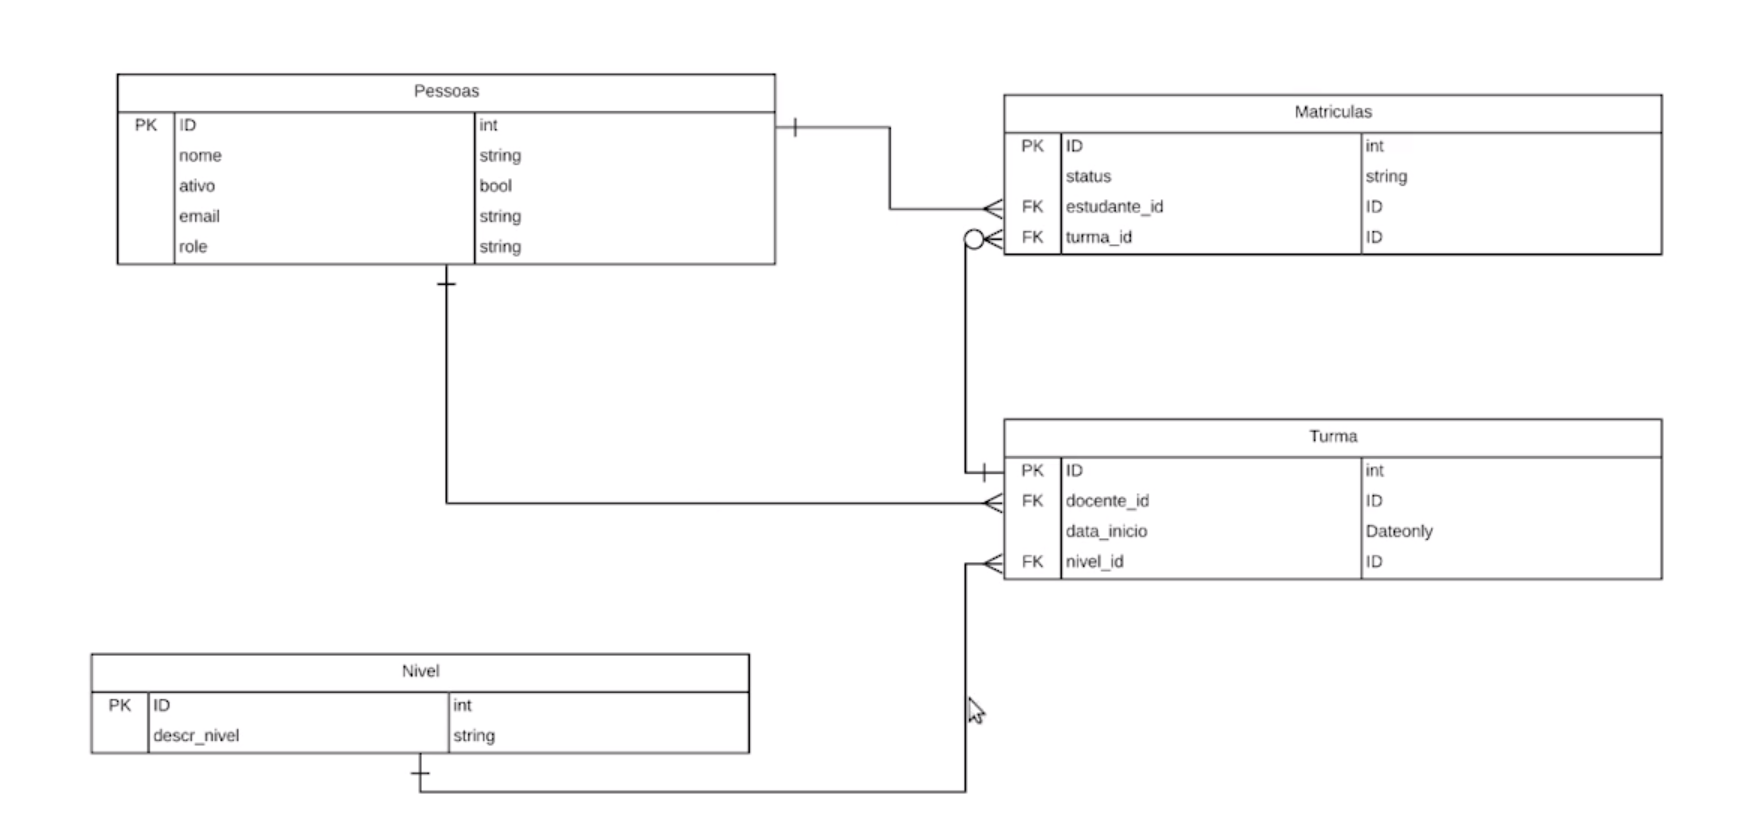 Pessoas
PK ID int
nome string
ativo bool
email string
role string
Matriculas
PK ID int
status string
FK estudante_id ID
FK turma_id ID
Turma
PK ID int
FK docente_id ID
data_inicio Dateonly
FK nivel_id ID
Nivel
PK ID int
descr_nivel string